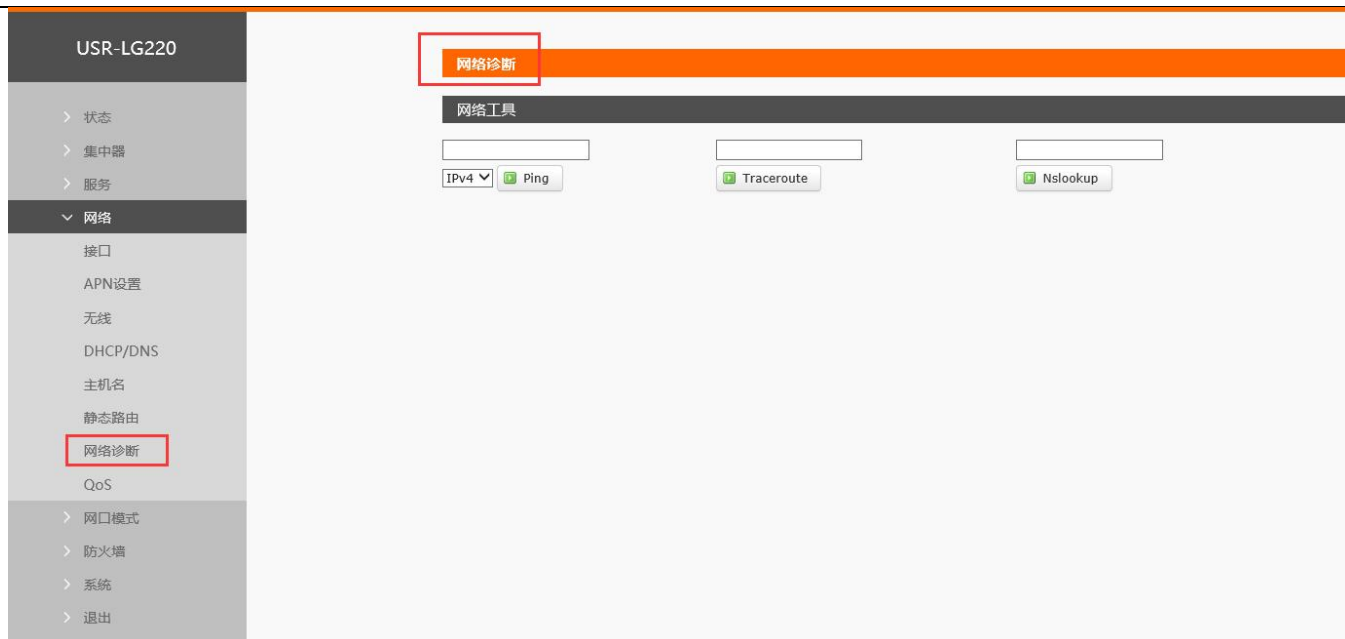 USR-LG220
状态
集中器
服务
网络
接口
APN设置
无线
DHCP/DNS
主机名
静态路由
网络诊断
QoS
网口模式
防火墙
系统
退出
网络诊断
网络工具
IPv4 Ping Traceroute Nslookup